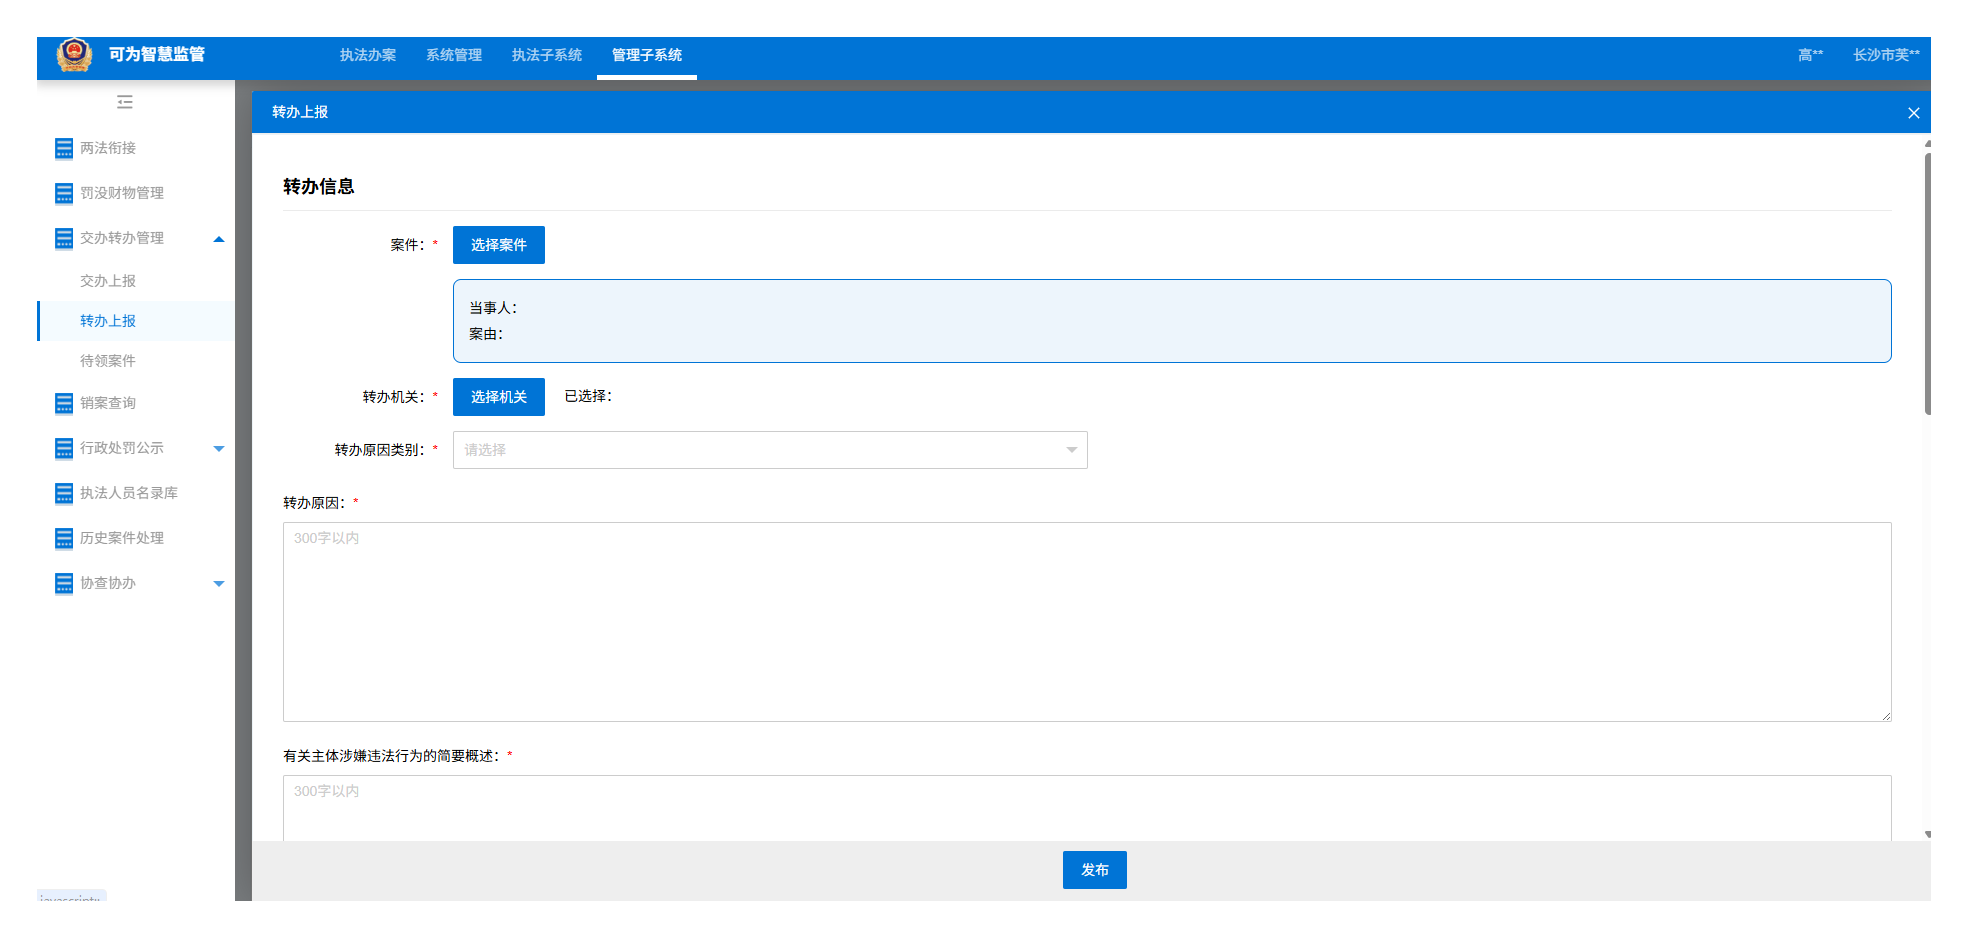 可为智慧监管
执法办案
系统管理
执法子系统
管理子系统
高**
长沙市芙**
两法衔接
罚没财物管理
交办转办管理
交办上报
转办上报
待领案件
销案查询
行政处罚公示
执法人员名录库
历史案件处理
协查协办
转办上报
转办信息
案件：*
选择案件
当事人：
案由：
转办机关：*
选择机关
已选择：
转办原因类别：*
请选择
转办原因：*
300字以内
有关主体涉嫌违法行为的简要概述：*
300字以内
发布